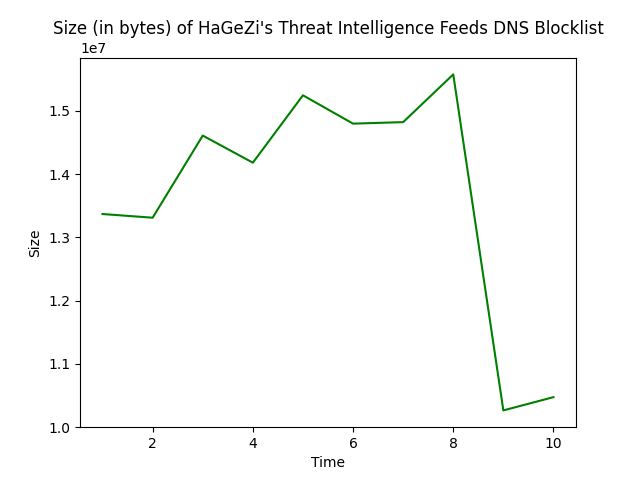 Size (in bytes) of HaGeZi's Threat Intelligence Feeds DNS Blocklist
1e7
1.5
1.4
1.3
1.2
1.1
1.0
Size
2 4 6 8 10
Time